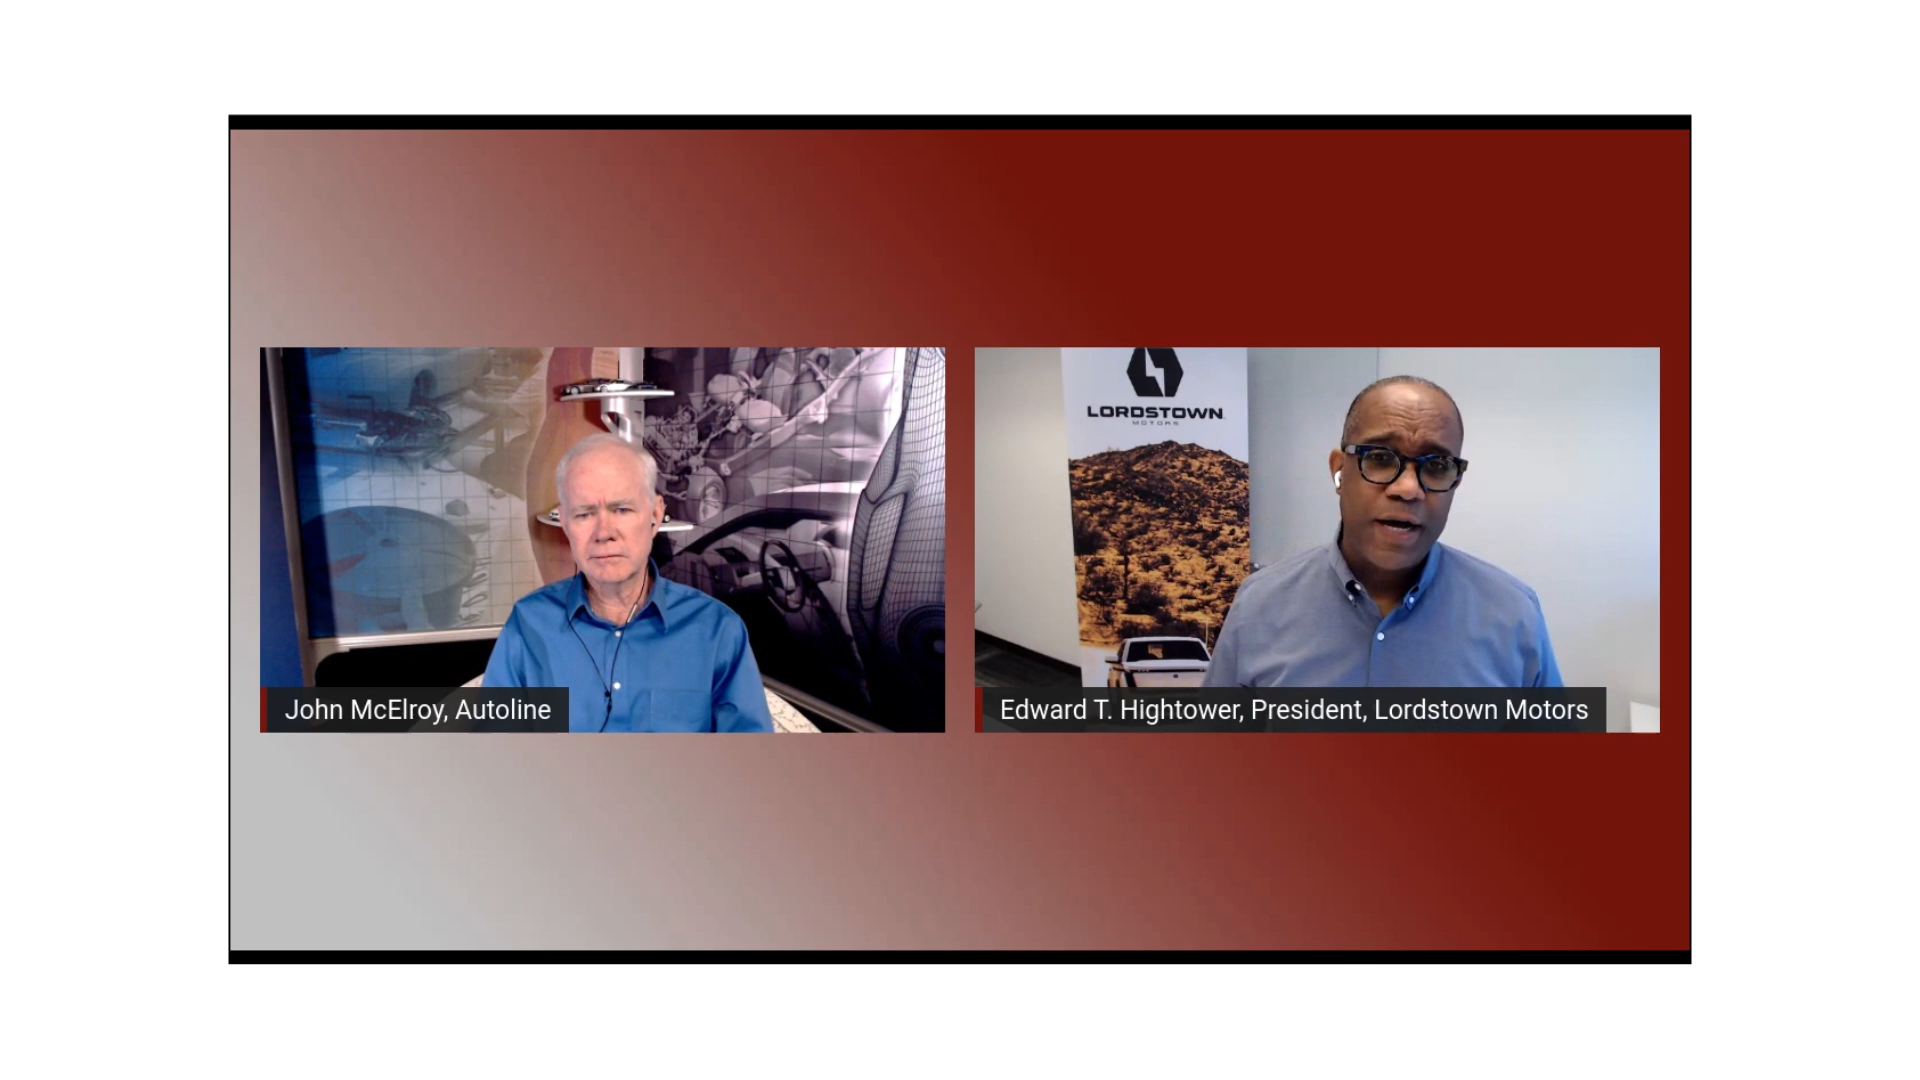 LORDSTOWN
MOTORS
John McElroy, Autoline
Edward T. Hightower, President, Lordstown Motors